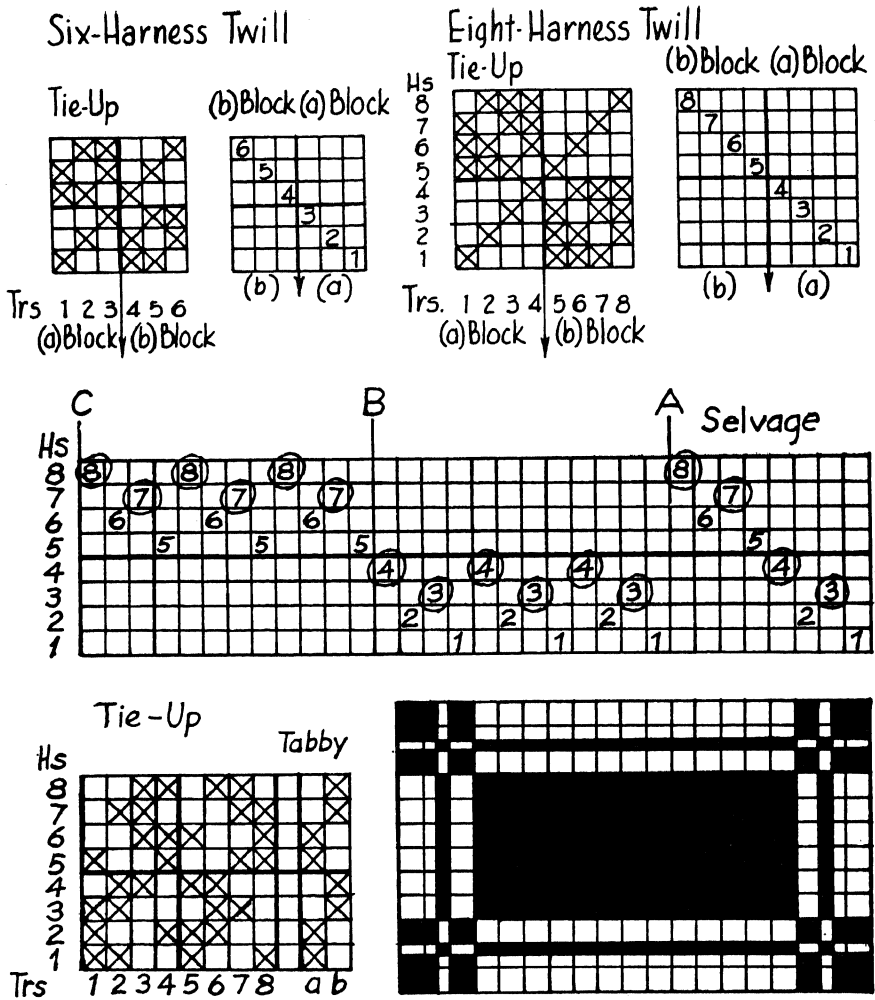 Six-Harness Twill
Tie-Up
(b)Block (a)Block
6
5
4
3
2
1
(b) (a)
Trs 1 2 3 4 5 6
(a)Block (b)Block
Eight-Harness Twill
Tie-Up
(b)Block (a)Block
Hs
8
7
6
5
4
3
2
1
8
7
6
5
4
3
2
1
(b) (a)
Trs. 1 2 3 4 5 6 7 8
(a)Block (b)Block
C B A Selvage
Hs
8 8 8 8 8
7 7 7 7 7
6 6 6 6 6
5 5 5 5 5
4 4 4 4 4
3 3 3 3 3
2 2 2 2 2
1 1 1 1 1
Tie-Up
Tabby
Hs
8
7
6
5
4
3
2
1
Trs 1 2 3 4 5 6 7 8 a b